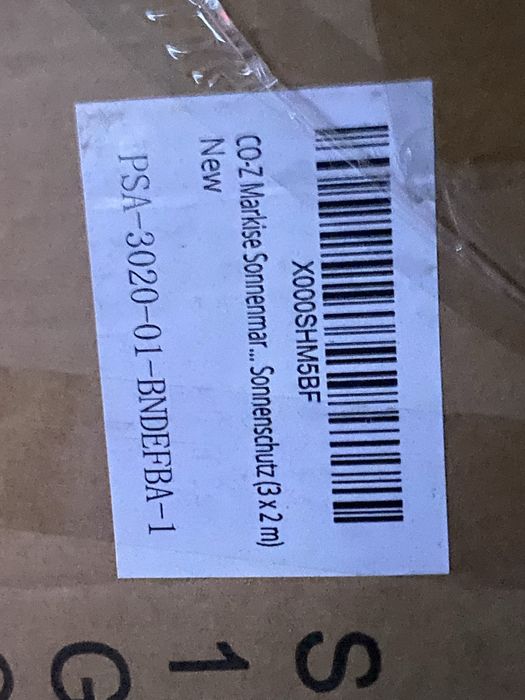 X000SHM5BF
CO-Z Markise Sonnenmar... Sonnenschutz (3 x 2 m)
New
PSA-3020-01-BNDEFBA-1
S
1
G